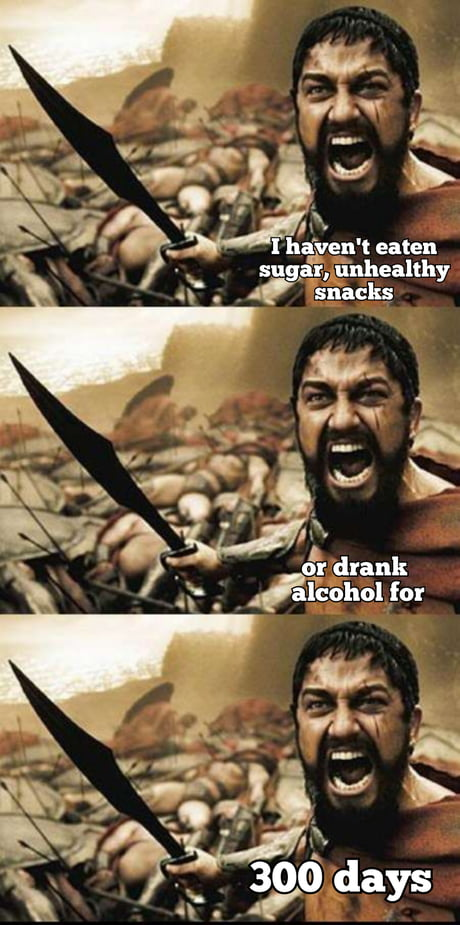 I haven't eaten
sugar, unhealthy
snacks
or drank
alcohol for
300 days